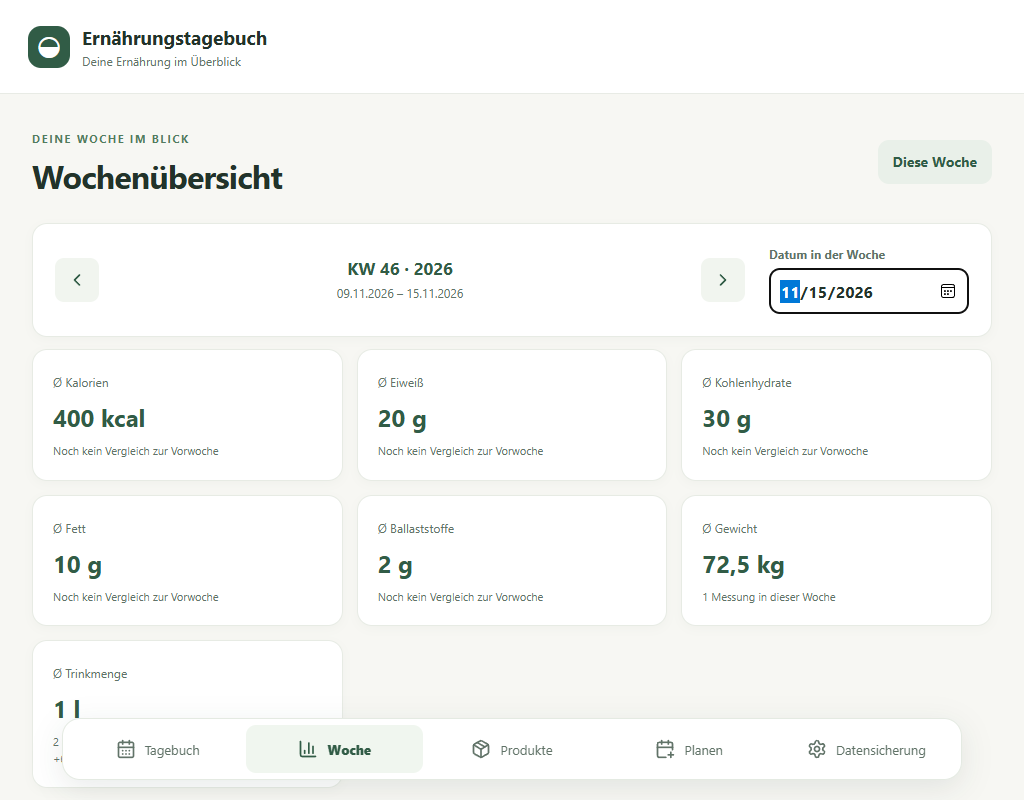 Ernährungstagebuch
Deine Ernährung im Überblick
DEINE WOCHE IM BLICK
Wochenübersicht
Diese Woche
KW 46 · 2026
09.11.2026 – 15.11.2026
Datum in der Woche
11/15/2026
Ø Kalorien
400 kcal
Noch kein Vergleich zur Vorwoche
Ø Eiweiß
20 g
Noch kein Vergleich zur Vorwoche
Ø Kohlenhydrate
30 g
Noch kein Vergleich zur Vorwoche
Ø Fett
10 g
Noch kein Vergleich zur Vorwoche
Ø Ballaststoffe
2 g
Noch kein Vergleich zur Vorwoche
Ø Gewicht
72,5 kg
1 Messung in dieser Woche
Ø Trinkmenge
1 l
2
Tagebuch
Woche
Produkte
Planen
Datensicherung